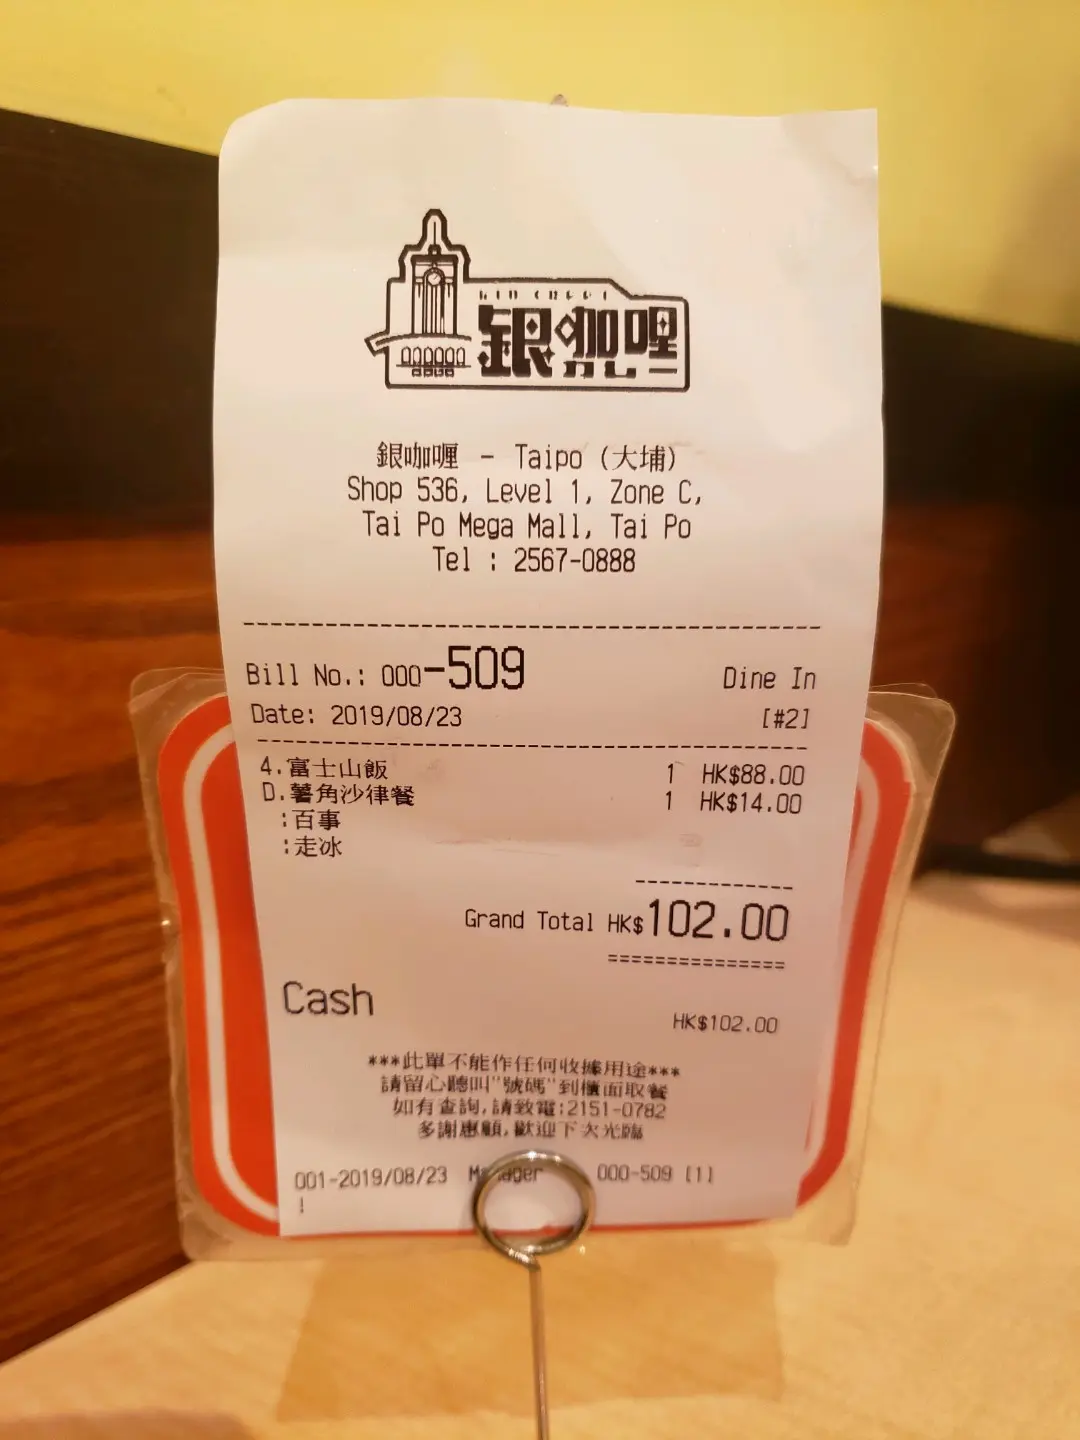 銀咖喱
銀咖喱 - Taipo (大埔)
Shop 536, Level 1, Zone C,
Tai Po Mega Mall, Tai Po
Tel : 2567-0888
Bill No.: 000-509 Dine In
Date: 2019/08/23 [#2]
4.富士山飯 1 HK$88.00
D.薯角沙律餐 1 HK$14.00
:百事
:走冰
Grand Total HK$102.00
Cash HK$102.00
***此單不能作任何收據用途***
請留心聽叫"號碼"到櫃面取餐
如有查詢,請致電:2151-0782
多謝惠顧,歡迎下次光臨
001-2019/08/23 Manager 000-509 [1]